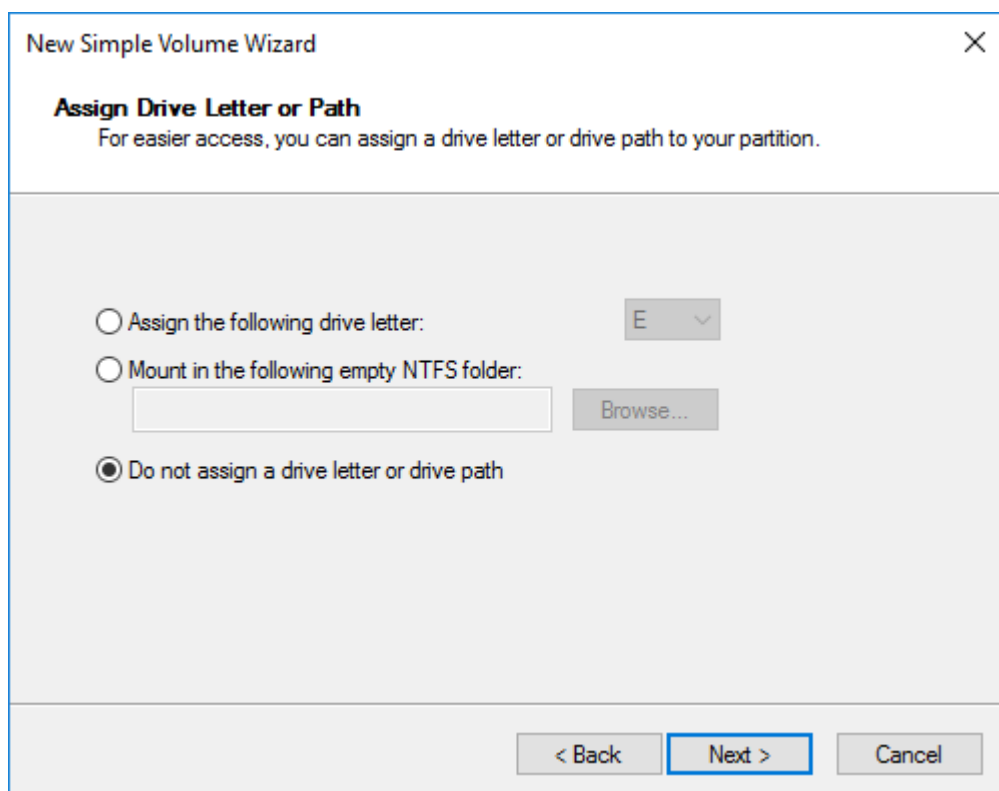 New Simple Volume Wizard
Assign Drive Letter or Path
For easier access, you can assign a drive letter or drive path to your partition.
Assign the following drive letter: E
Mount in the following empty NTFS folder:
Browse...
Do not assign a drive letter or drive path
< Back Next > Cancel